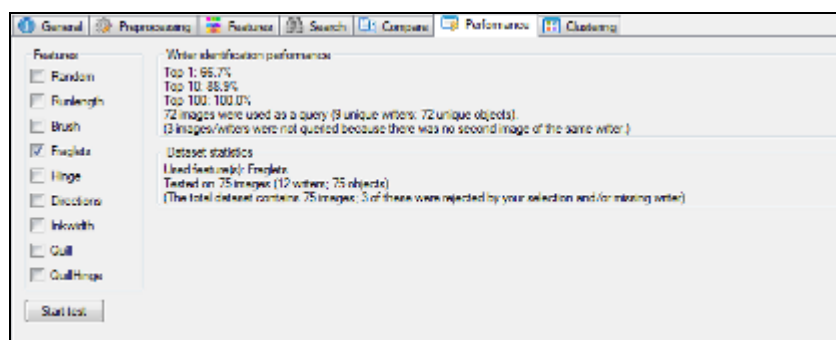 General Preprocessing Features Search Compare Performance Clustering
Features
Random
Runlength
Brush
Fraglets
Hinge
Directions
Inkwidth
Quill
QuillHinge
Start test
Writer identification performance
Top 1: 66.7%
Top 10: 88.9%
Top 100: 100.0%
72 images were used as a query (9 unique writers; 72 unique objects).
(3 images/writers were not queried because there was no second image of the same writer.)
Dataset statistics
Used feature(s): Fraglets
Tested on 75 images (12 writers; 75 objects)
(The total dataset contains 75 images; 3 of these were rejected by your selection and/or missing writer)